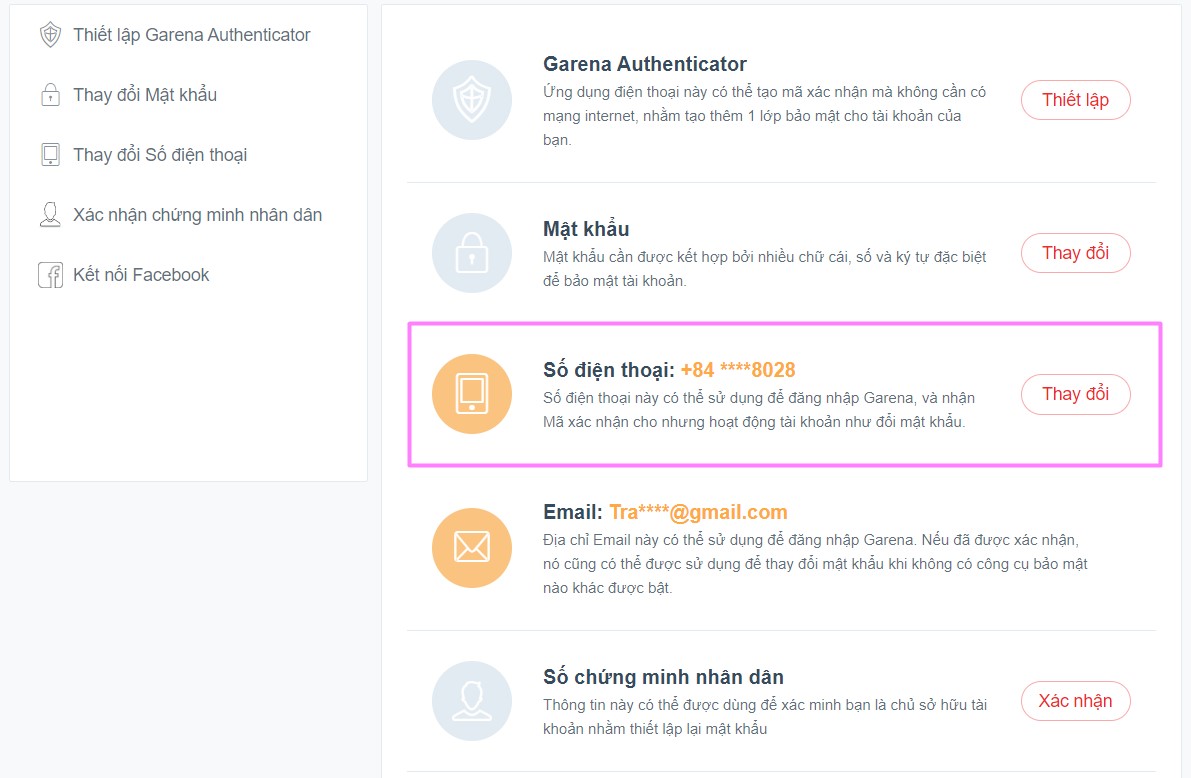 Thiết lập Garena Authenticator
Thay đổi Mật khẩu
Thay đổi Số điện thoại
Xác nhận chứng minh nhân dân
Kết nối Facebook
Garena Authenticator
Ứng dụng điện thoại này có thể tạo mã xác nhận mà không cần có
mạng internet, nhằm tạo thêm 1 lớp bảo mật cho tài khoản của
bạn.
Thiết lập
Mật khẩu
Mật khẩu cần được kết hợp bởi nhiều chữ cái, số và ký tự đặc biệt
để bảo mật tài khoản.
Thay đổi
Số điện thoại: +84 ****8028
Số điện thoại này có thể sử dụng để đăng nhập Garena, và nhận
Mã xác nhận cho nhưng hoạt động tài khoản như đổi mật khẩu.
Thay đổi
Email: Tra****@gmail.com
Địa chỉ Email này có thể sử dụng để đăng nhập Garena. Nếu đã được xác nhận,
nó cũng có thể được sử dụng để thay đổi mật khẩu khi không có công cụ bảo mật
nào khác được bật.
Số chứng minh nhân dân
Thông tin này có thể được dùng để xác minh bạn là chủ sở hữu tài
khoản nhằm thiết lập lại mật khẩu
Xác nhận